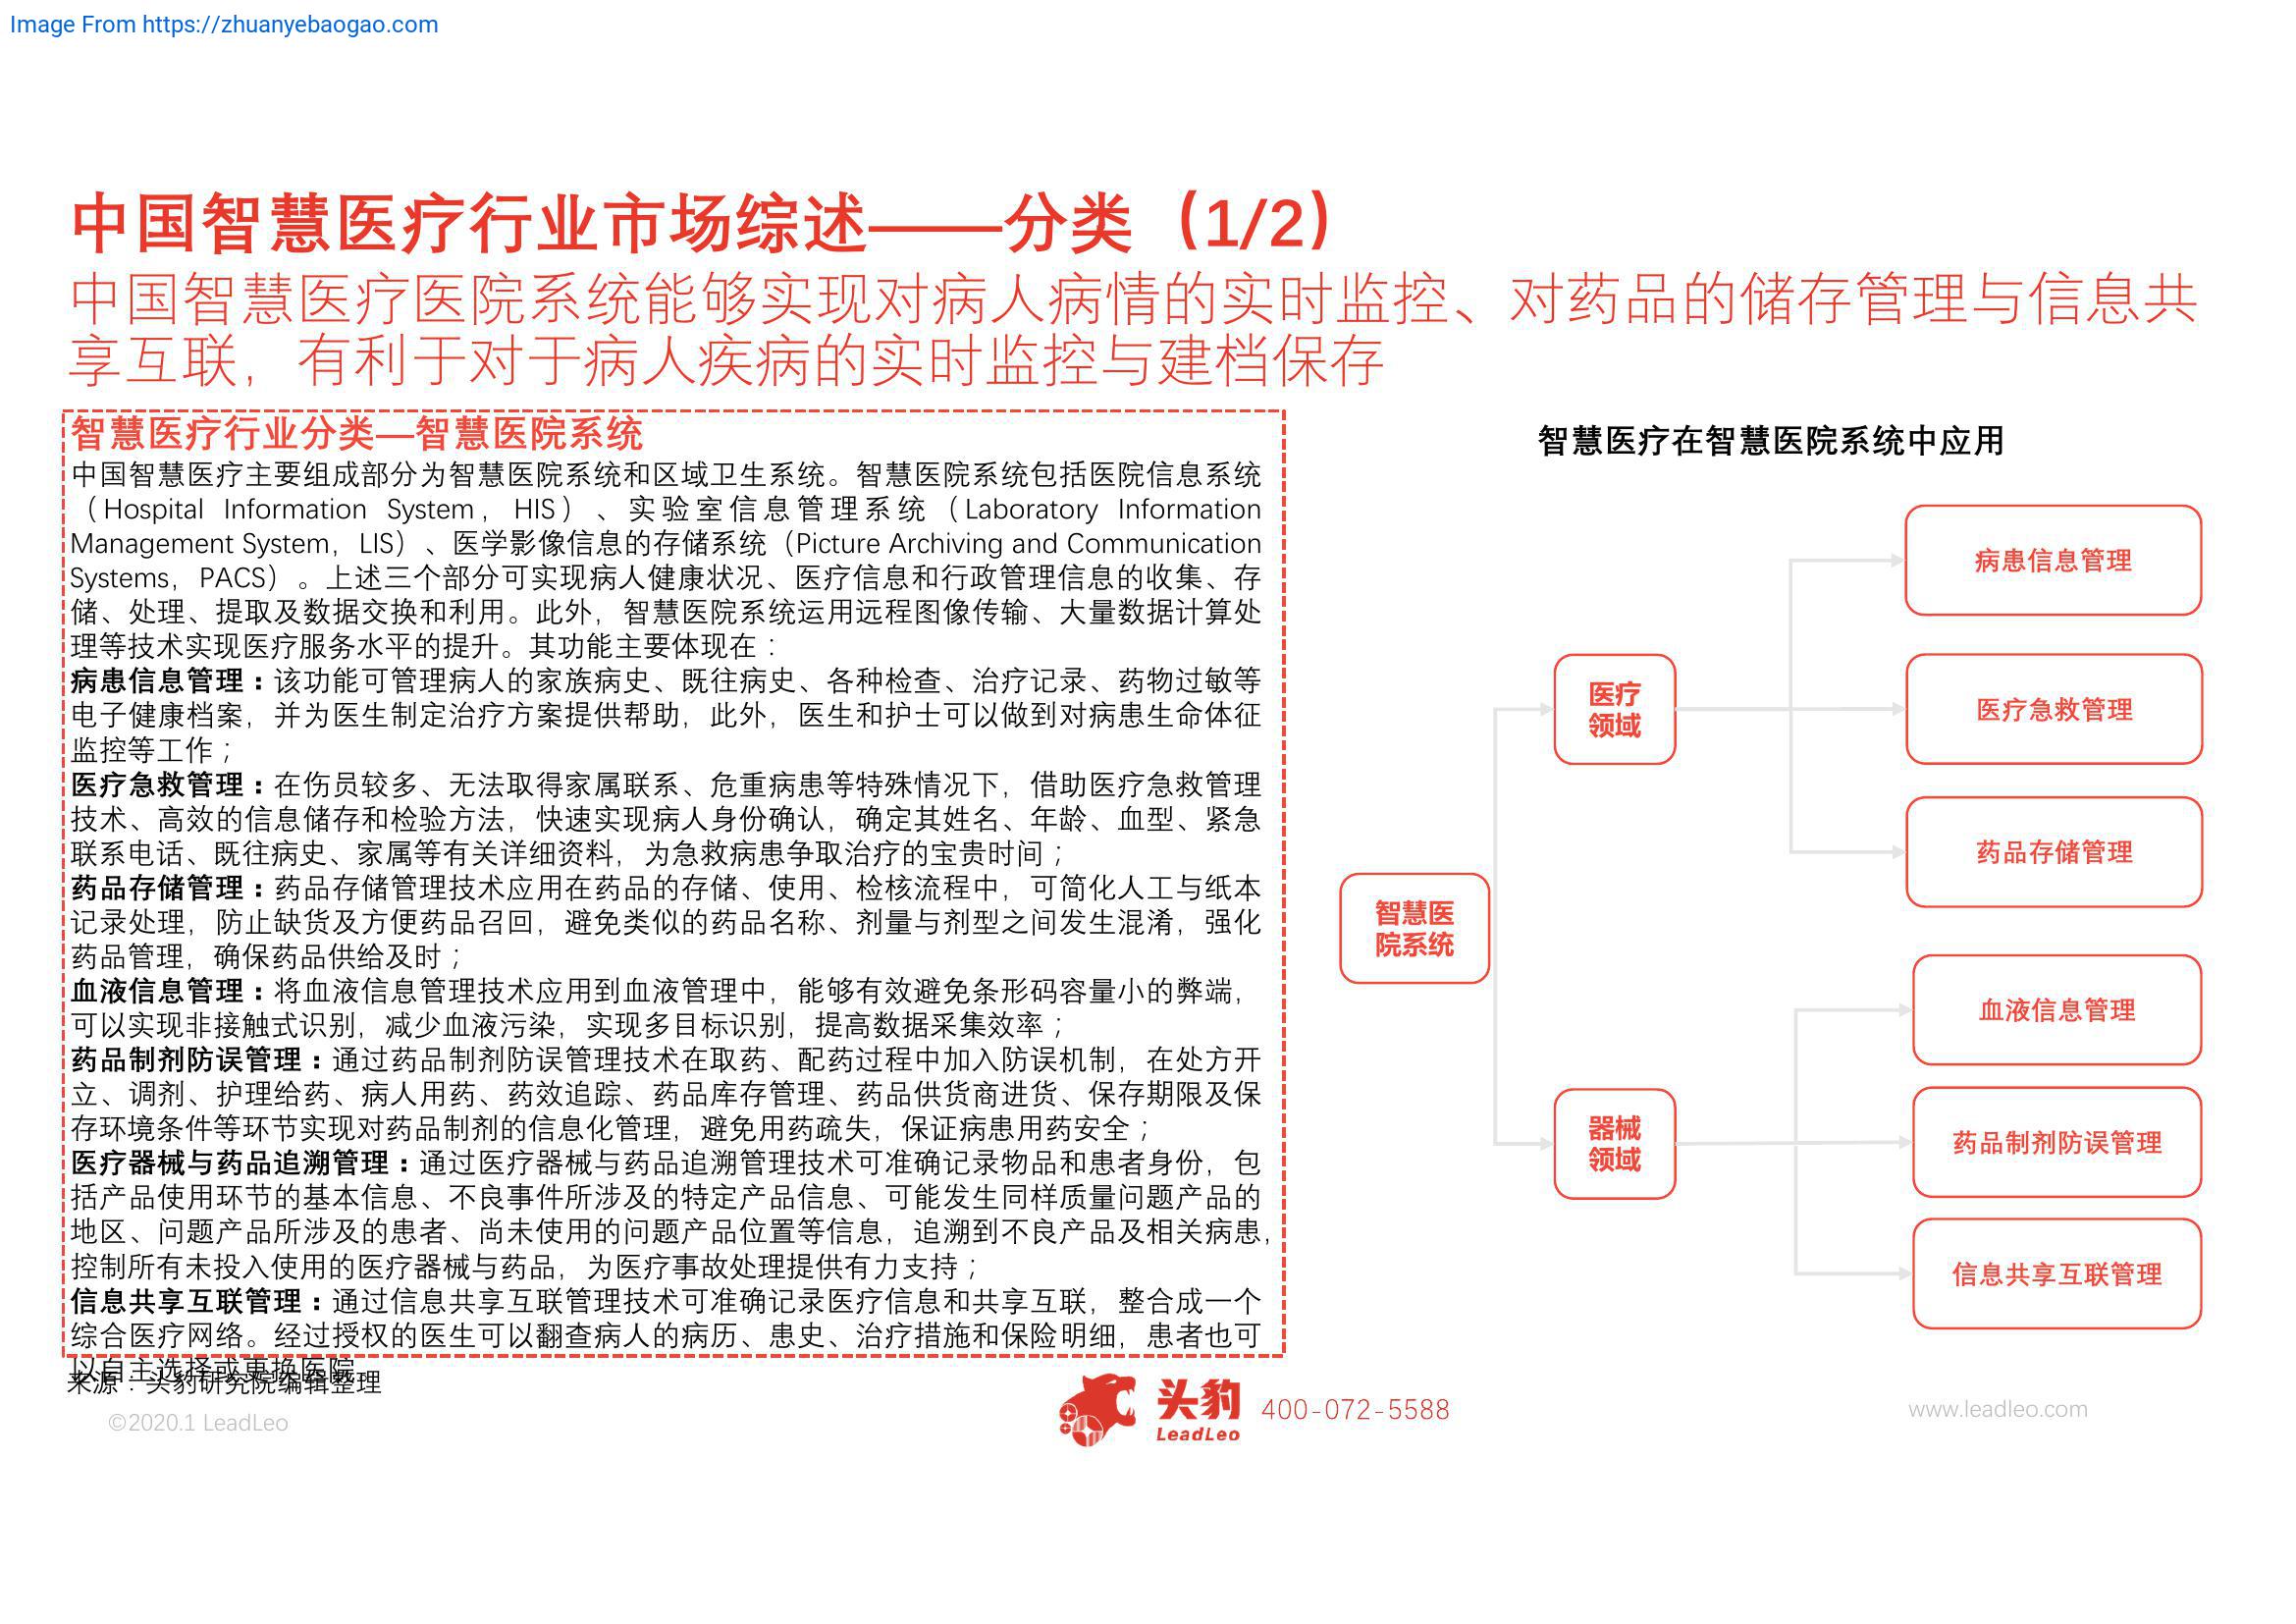 Image From https://zhuanyebaogao.com
中国智慧医疗行业市场综述——分类（1/2）
中国智慧医疗医院系统能够实现对病人病情的实时监控、对药品的储存管理与信息共
享互联，有利于对于病人疾病的实时监控与建档保存
智慧医疗行业分类—智慧医院系统
中国智慧医疗主要组成部分为智慧医院系统和区域卫生系统。智慧医院系统包括医院信息系统
（Hospital Information System，HIS）、实验室信息管理系统（Laboratory Information
Management System，LIS）、医学影像信息的存储系统（Picture Archiving and Communication
Systems，PACS）。上述三个部分可实现病人健康状况、医疗信息和行政管理信息的收集、存
储、处理、提取及数据交换和利用。此外，智慧医院系统运用远程图像传输、大量数据计算处
理等技术实现医疗服务水平的提升。其功能主要体现在：
病患信息管理：该功能可管理病人的家族病史、既往病史、各种检查、治疗记录、药物过敏等
电子健康档案，并为医生制定治疗方案提供帮助，此外，医生和护士可以做到对病患生命体征
监控等工作；
医疗急救管理：在伤员较多、无法取得家属联系、危重病患等特殊情况下，借助医疗急救管理
技术、高效的信息储存和检验方法，快速实现病人身份确认，确定其姓名、年龄、血型、紧急
联系电话、既往病史、家属等有关详细资料，为急救病患争取治疗的宝贵时间；
药品存储管理：药品存储管理技术应用在药品的存储、使用、检核流程中，可简化人工与纸本
记录处理，防止缺货及方便药品召回，避免类似的药品名称、剂量与剂型之间发生混淆，强化
药品管理，确保药品供给及时；
血液信息管理：将血液信息管理技术应用到血液管理中，能够有效避免条形码容量小的弊端，
可以实现非接触式识别，减少血液污染，实现多目标识别，提高数据采集效率；
药品制剂防误管理：通过药品制剂防误管理技术在取药、配药过程中加入防误机制，在处方开
立、调剂、护理给药、病人用药、药效追踪、药品库存管理、药品供货商进货、保存期限及保
存环境条件等环节实现对药品制剂的信息化管理，避免用药疏失，保证病患用药安全；
医疗器械与药品追溯管理：通过医疗器械与药品追溯管理技术可准确记录物品和患者身份，包
括产品使用环节的基本信息、不良事件所涉及的特定产品信息、可能发生同样质量问题产品的
地区、问题产品所涉及的患者、尚未使用的问题产品位置等信息，追溯到不良产品及相关病患，
控制所有未投入使用的医疗器械与药品，为医疗事故处理提供有力支持；
信息共享互联管理：通过信息共享互联管理技术可准确记录医疗信息和共享互联，整合成一个
综合医疗网络。经过授权的医生可以翻查病人的病历、患史、治疗措施和保险明细，患者也可
以自主选择或更换医院
来源：头豹研究院编辑整理
智慧医疗在智慧医院系统中应用
智慧医
院系统
医疗
领域
病患信息管理
医疗急救管理
药品存储管理
器械
领域
血液信息管理
药品制剂防误管理
信息共享互联管理
©2020.1 LeadLeo
头豹
LeadLeo
400-072-5588
www.leadleo.com